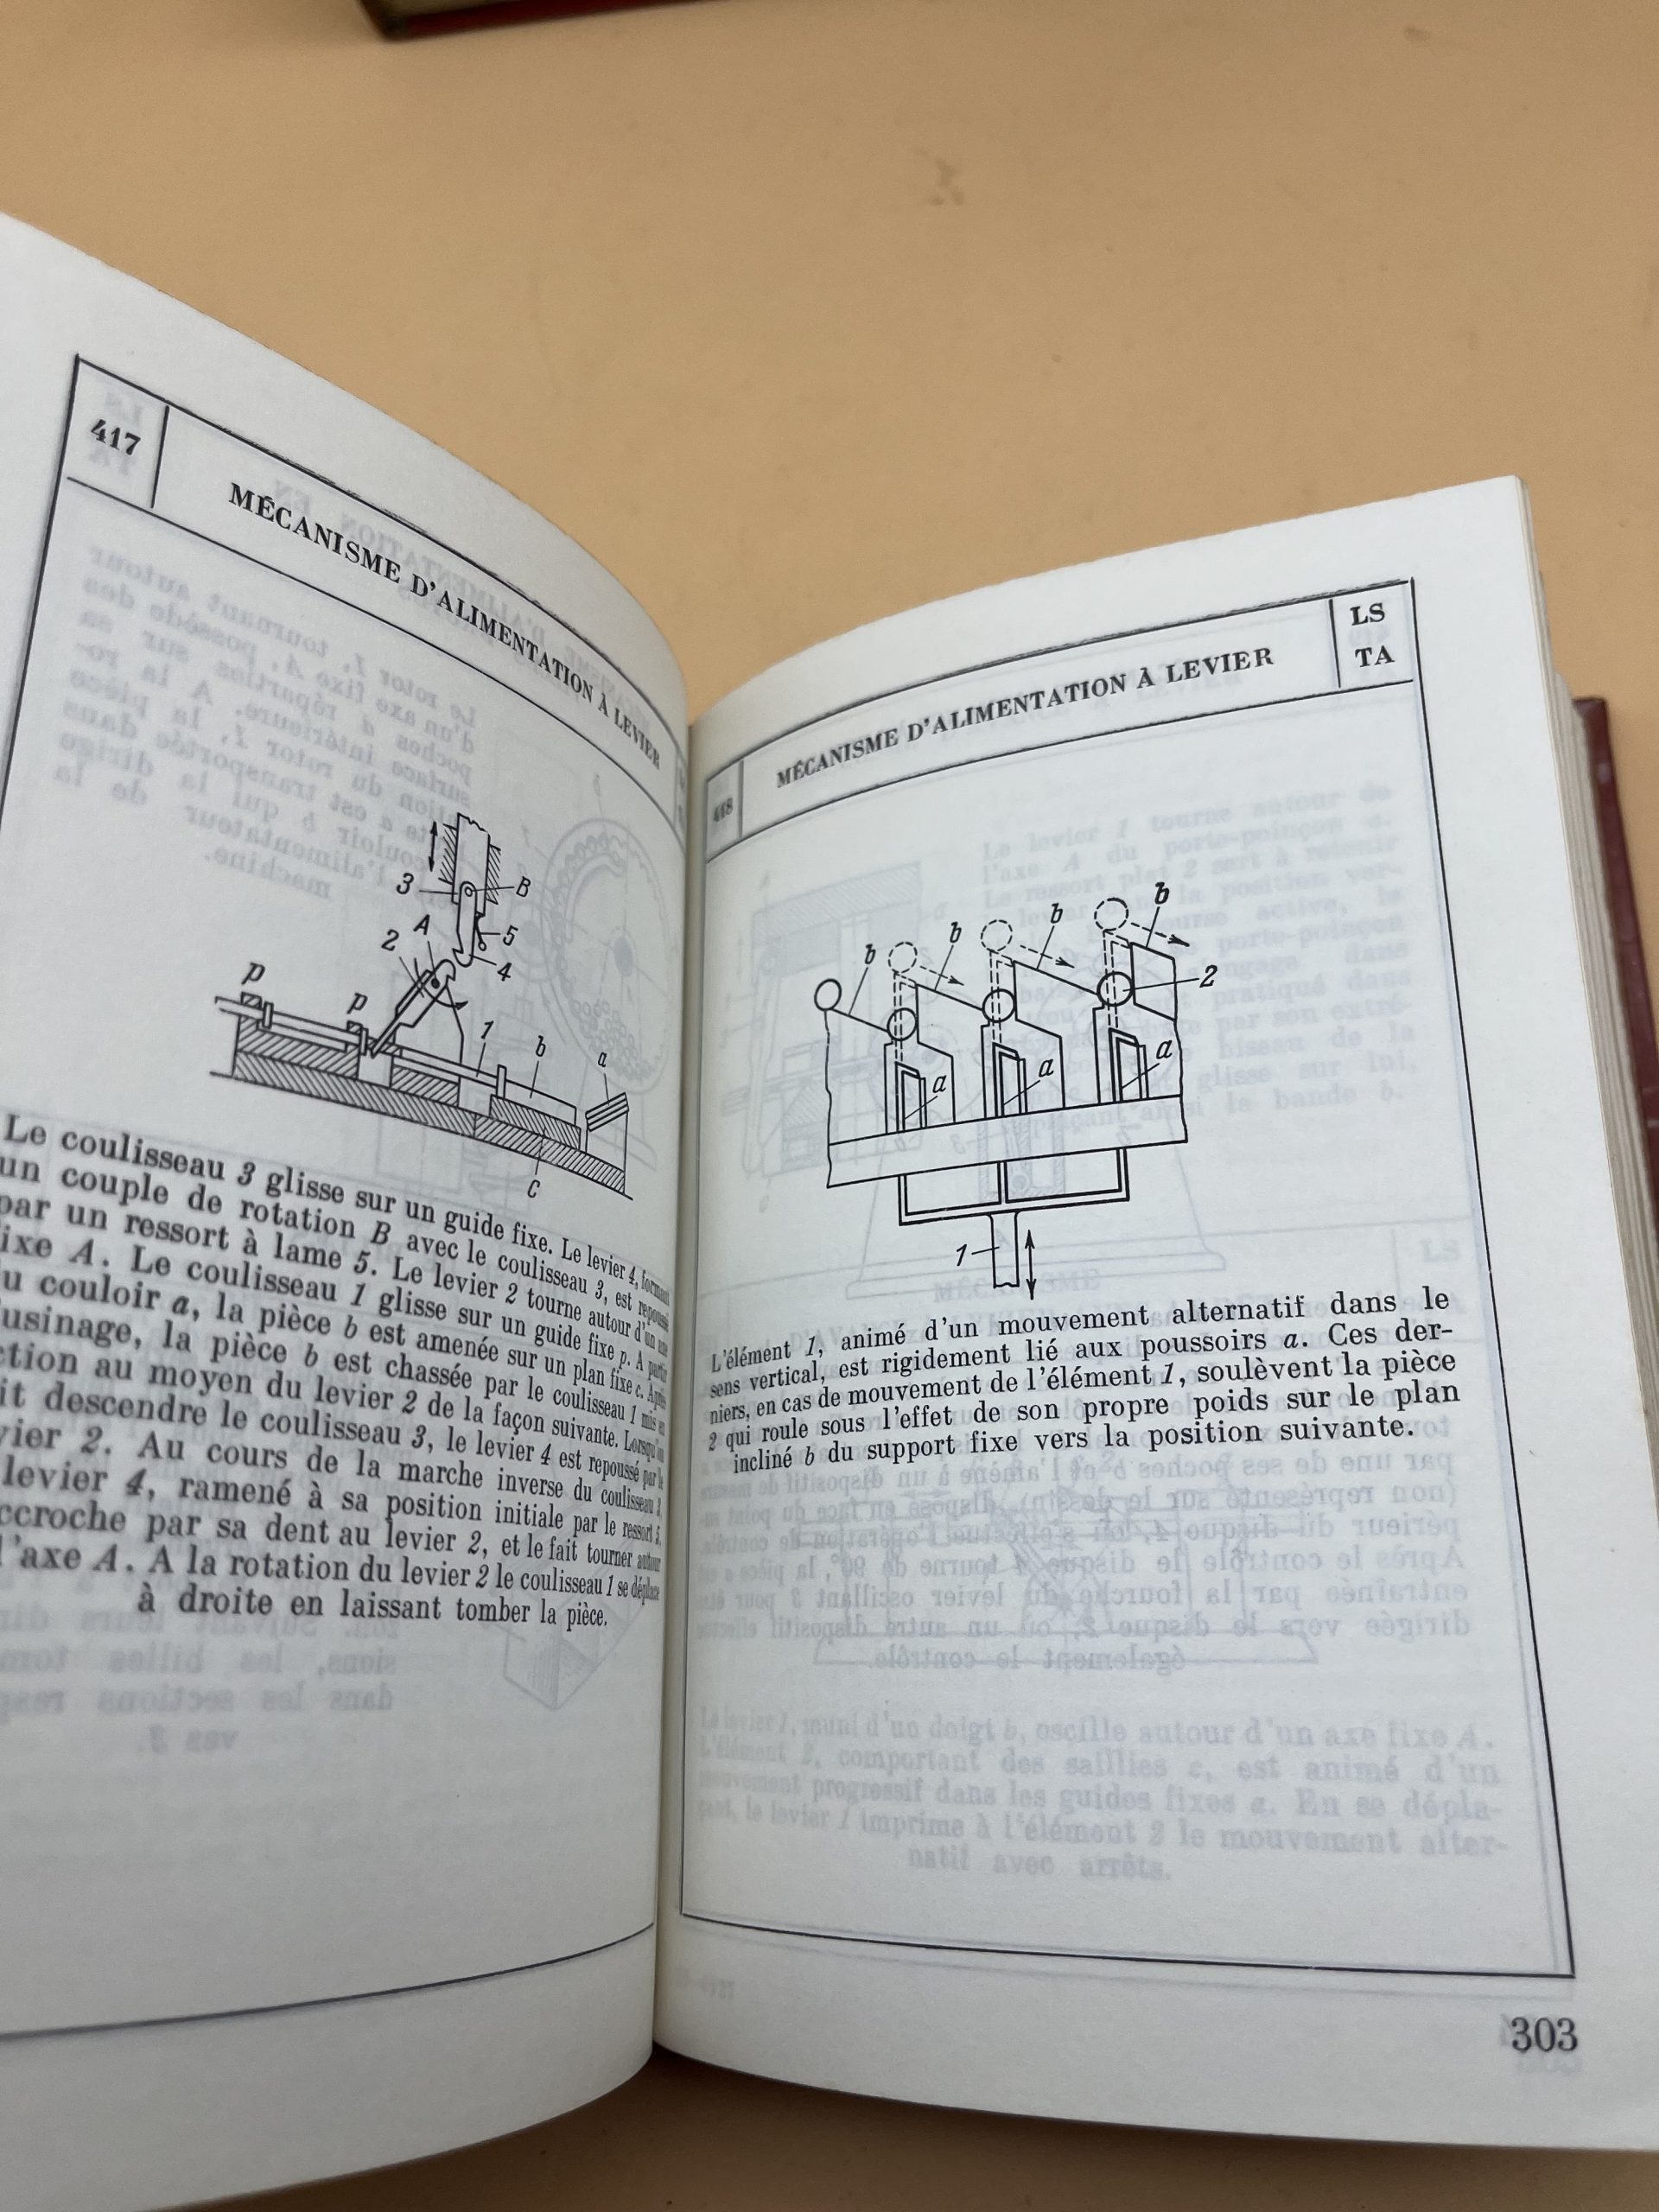 417
MÉCANISME D'ALIMENTATION À LEVIER
3
B
A
2
5
4
p
p
1
b
a
C
Le coulisseau 3 glisse sur un guide fixe. Le levier 4, formant
un couple de rotation B avec le coulisseau 3, est repoussé
par un ressort à lame 5. Le levier 2 tourne autour d'un axe
fixe A. Le coulisseau 1 glisse sur un guide fixe p. A partir
du couloir a, la pièce b est amenée sur un plan fixe c. Après
usinage, la pièce b est chassée par le coulisseau 1 mis en
ction au moyen du levier 2 de la façon suivante. Lorsqu'on
it descendre le coulisseau 3, le levier 4 est repoussé par le
vier 2. Au cours de la marche inverse du coulisseau 3,
levier 4, ramené à sa position initiale par le ressort 5,
ccroche par sa dent au levier 2, et le fait tourner autour
l'axe A. A la rotation du levier 2 le coulisseau 1 se déplace
à droite en laissant tomber la pièce.
418
MÉCANISME D'ALIMENTATION À LEVIER
LS
TA
b
b
b
b
2
a
a
a
1
L'élément 1, animé d'un mouvement alternatif dans le
sens vertical, est rigidement lié aux poussoirs a. Ces der-
niers, en cas de mouvement de l'élément 1, soulèvent la pièce
2 qui roule sous l'effet de son propre poids sur le plan
incliné b du support fixe vers la position suivante.
303